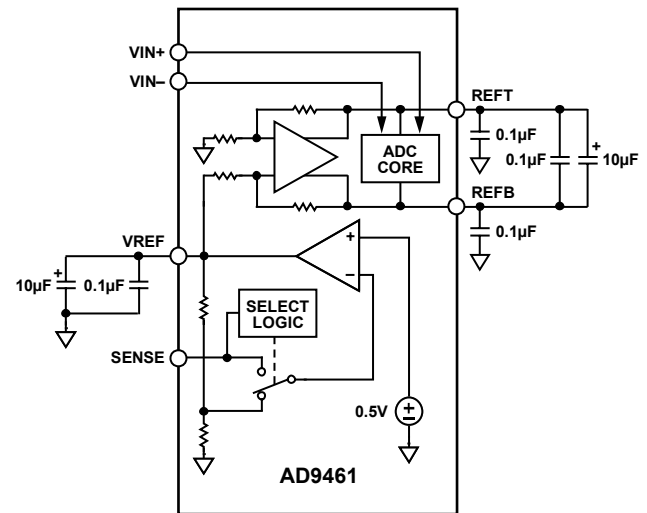 VIN+
VIN–
REFT
0.1µF
ADC
CORE
0.1µF
+
10µF
REFB
0.1µF
VREF
+
–
10µF
+
0.1µF
SELECT
LOGIC
SENSE
0.5V
±
AD9461